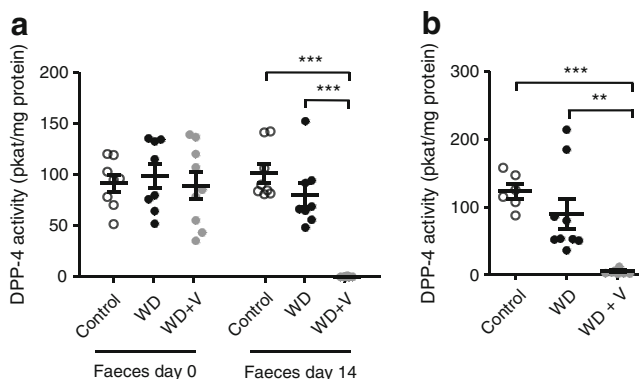 a
DPP-4 activity (pkat/mg protein)
200
150
100
50
0
***
***
Control
WD
WD+V
Control
WD
WD+V
Faeces day 0
Faeces day 14
b
DPP-4 activity (pkat/mg protein)
300
200
100
0
***
**
Control
WD
WD + V